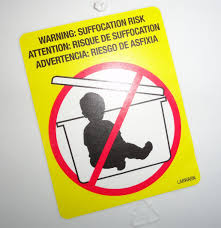 WARNING: SUFFOCATION RISK
ATTENTION: RISQUE DE SUFFOCATION
ADVERTENCIA: RIESGO DE ASFIXIA